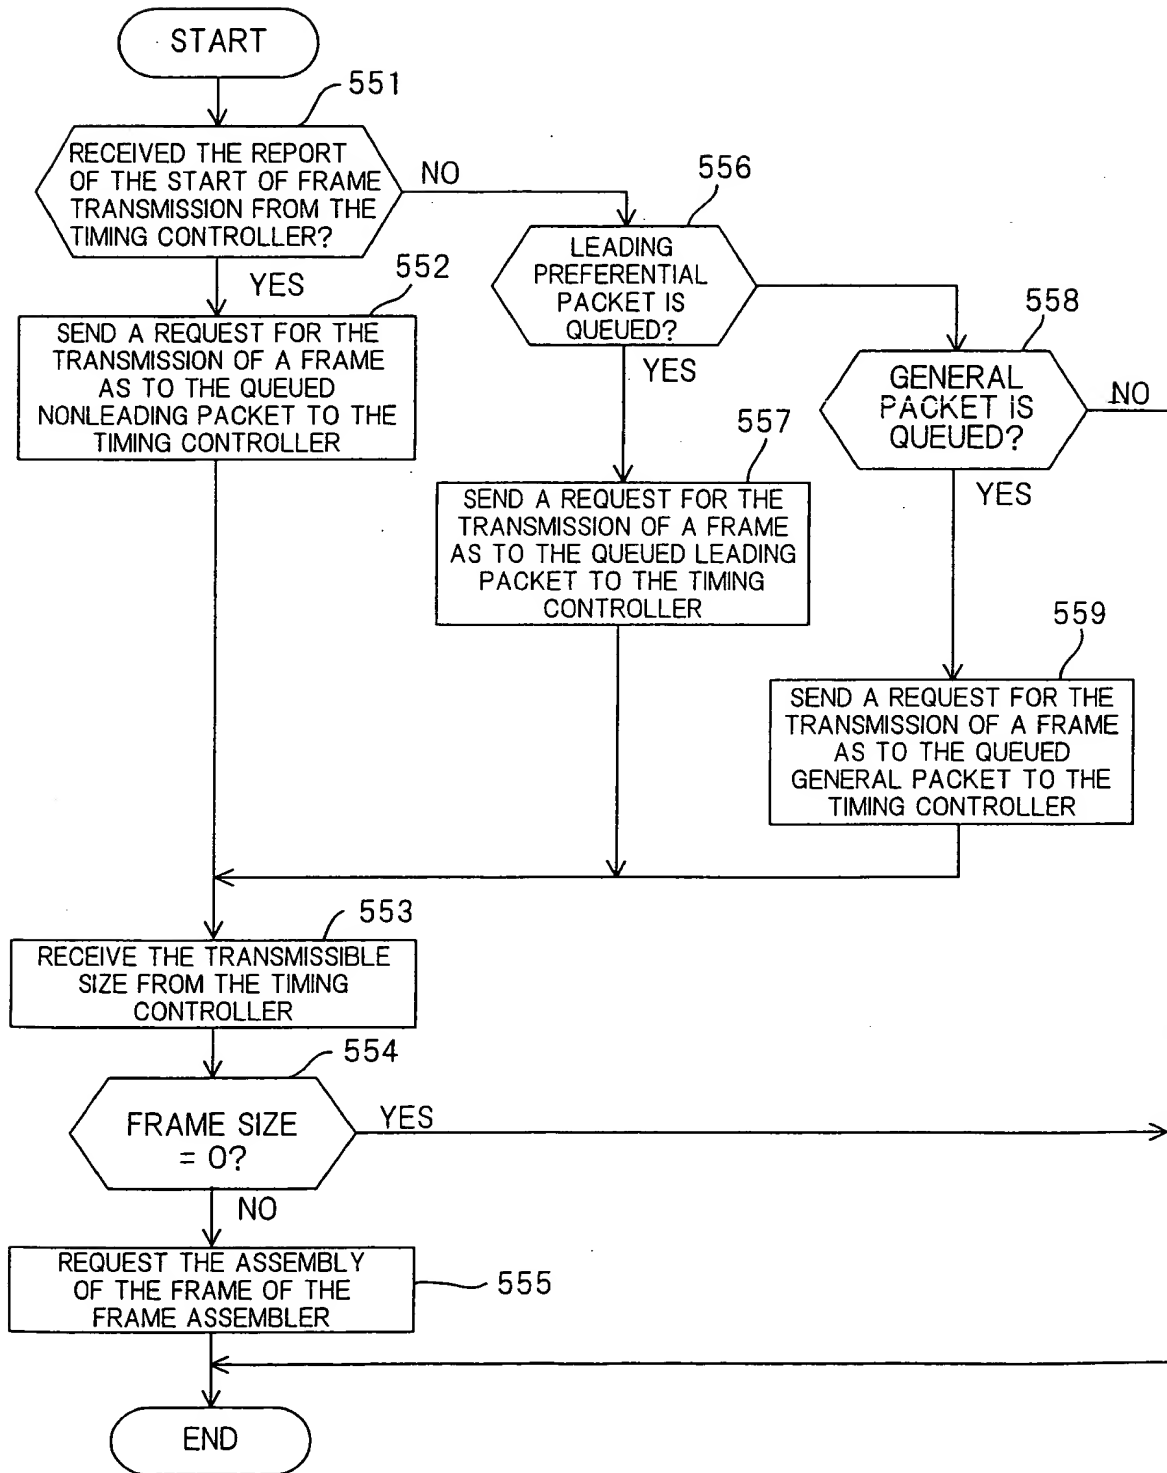 START
551
RECEIVED THE REPORT
OF THE START OF FRAME
TRANSMISSION FROM THE
TIMING CONTROLLER?
NO
YES
552
SEND A REQUEST FOR THE
TRANSMISSION OF A FRAME
AS TO THE QUEUED
NONLEADING PACKET TO THE
TIMING CONTROLLER
556
LEADING
PREFERENTIAL
PACKET IS
QUEUED?
YES
557
SEND A REQUEST FOR THE
TRANSMISSION OF A FRAME
AS TO THE QUEUED LEADING
PACKET TO THE TIMING
CONTROLLER
558
GENERAL
PACKET IS
QUEUED?
NO
YES
559
SEND A REQUEST FOR THE
TRANSMISSION OF A FRAME
AS TO THE QUEUED
GENERAL PACKET TO THE
TIMING CONTROLLER
553
RECEIVE THE TRANSMISSIBLE
SIZE FROM THE TIMING
CONTROLLER
554
FRAME SIZE
= 0?
YES
NO
REQUEST THE ASSEMBLY
OF THE FRAME OF THE
FRAME ASSEMBLER
555
END